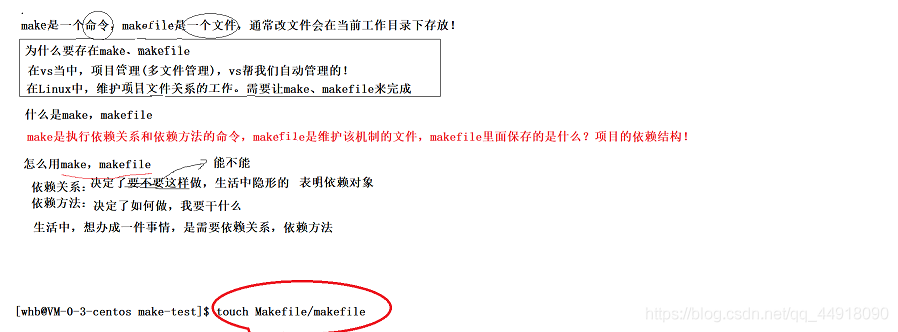 make是一个命令，makefile是一个文件，通常改文件会在当前工作目录下存放！
为什么要存在make、makefile
在vs当中，项目管理(多文件管理)，vs帮我们自动管理的！
在Linux中，维护项目文件关系的工作。需要让make、makefile来完成
什么是make，makefile
make是执行依赖关系和依赖方法的命令，makefile是维护该机制的文件，makefile里面保存的是什么？项目的依赖结构！
怎么用make，makefile 能不能
依赖关系：决定了要不要这样做，生活中隐形的 表明依赖对象
依赖方法：决定了如何做，我要干什么
生活中，想办成一件事情，是需要依赖关系，依赖方法
[whb@VM-0-3-centos make-test]$ touch Makefile/makefile
https://blog.csdn.net/qq_44918090